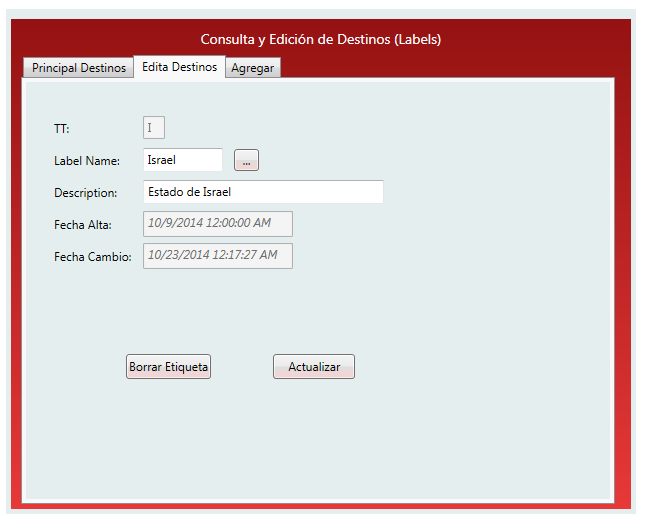 Consulta y Edición de Destinos (Labels)
Principal Destinos Edita Destinos Agregar
TT: I
Label Name: Israel ...
Description: Estado de Israel
Fecha Alta: 10/9/2014 12:00:00 AM
Fecha Cambio: 10/23/2014 12:17:27 AM
Borrar Etiqueta Actualizar